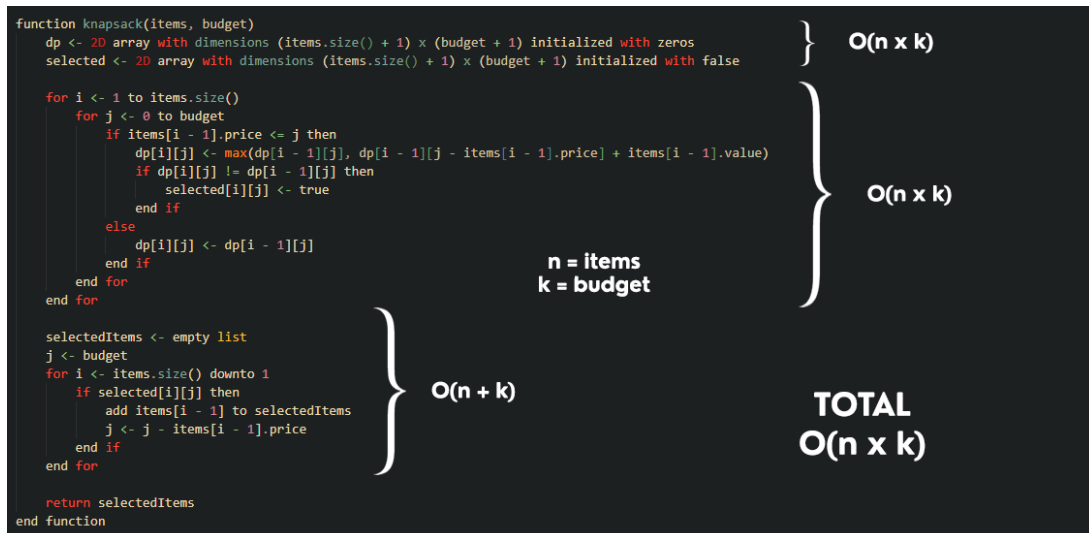 function knapsack(items, budget)
dp <- 2D array with dimensions (items.size() + 1) x (budget + 1) initialized with zeros
selected <- 2D array with dimensions (items.size() + 1) x (budget + 1) initialized with false
O(n x k)
for i <- 1 to items.size()
for j <- 0 to budget
if items[i - 1].price <= j then
dp[i][j] <- max(dp[i - 1][j], dp[i - 1][j - items[i - 1].price] + items[i - 1].value)
if dp[i][j] != dp[i - 1][j] then
selected[i][j] <- true
end if
else
dp[i][j] <- dp[i - 1][j]
end if
end for
end for
O(n x k)
n = items
k = budget
selectedItems <- empty list
j <- budget
for i <- items.size() downto 1
if selected[i][j] then
add items[i - 1] to selectedItems
j <- j - items[i - 1].price
end if
end for
O(n + k)
return selectedItems
end function
TOTAL
O(n x k)